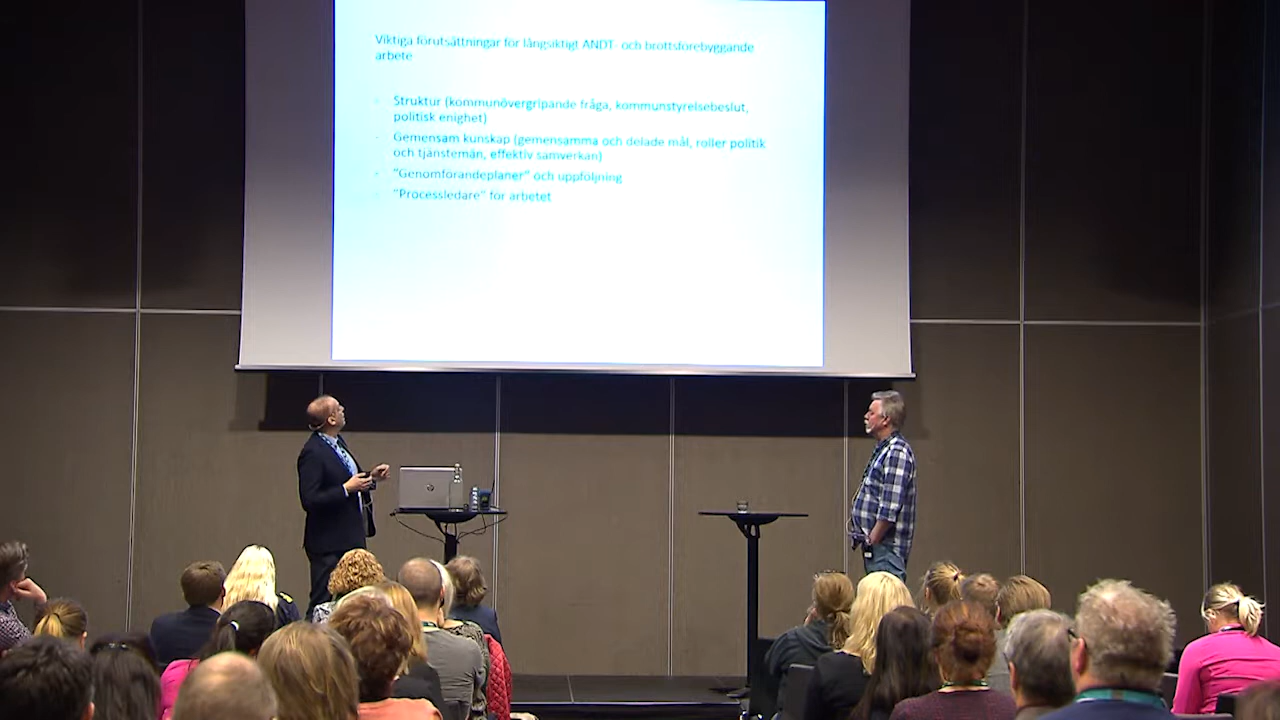 Viktiga förutsättningar för långsiktigt ANDT- och brottsförebyggande
arbete
- Struktur (kommunövergripande fråga, kommunstyrelsebeslut,
politisk enighet)
- Gemensam kunskap (gemensamma och delade mål, roller politik
och tjänstemän, effektiv samverkan)
- "Genomförandeplaner" och uppföljning
- "Processledare" för arbetet